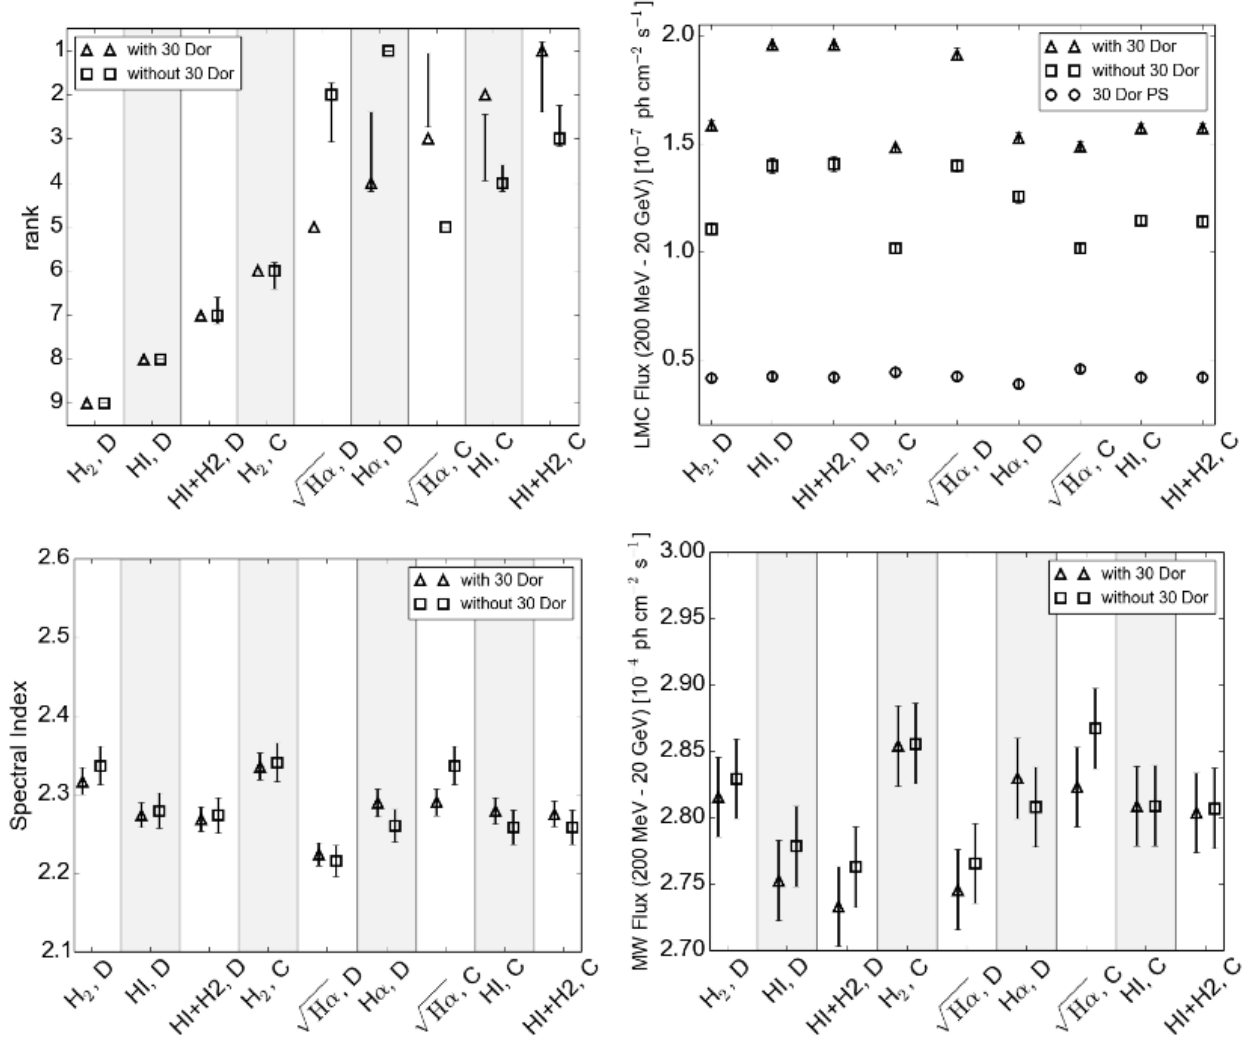 1
2
3
4
5
6
7
8
9
rank
with 30 Dor
without 30 Dor
H₂, D
HI, D
HI+H2, D
H₂, C
√Hα, D
Hα, D
√Hα, C
HI, C
HI+H2, C
2.0
1.5
1.0
0.5
LMC Flux (200 MeV - 20 GeV) [10⁻⁷ ph cm⁻² s⁻¹]
with 30 Dor
without 30 Dor
30 Dor PS
H₂, D
HI, D
HI+H2, D
H₂, C
√Hα, D
Hα, D
√Hα, C
HI, C
HI+H2, C
2.6
2.5
2.4
2.3
2.2
2.1
Spectral Index
with 30 Dor
without 30 Dor
H₂, D
HI, D
HI+H2, D
H₂, C
√Hα, D
Hα, D
√Hα, C
HI, C
HI+H2, C
3.00
2.95
2.90
2.85
2.80
2.75
2.70
MW Flux (200 MeV - 20 GeV) [10⁻⁴ ph cm⁻² s⁻¹]
with 30 Dor
without 30 Dor
H₂, D
HI, D
HI+H2, D
H₂, C
√Hα, D
Hα, D
√Hα, C
HI, C
HI+H2, C